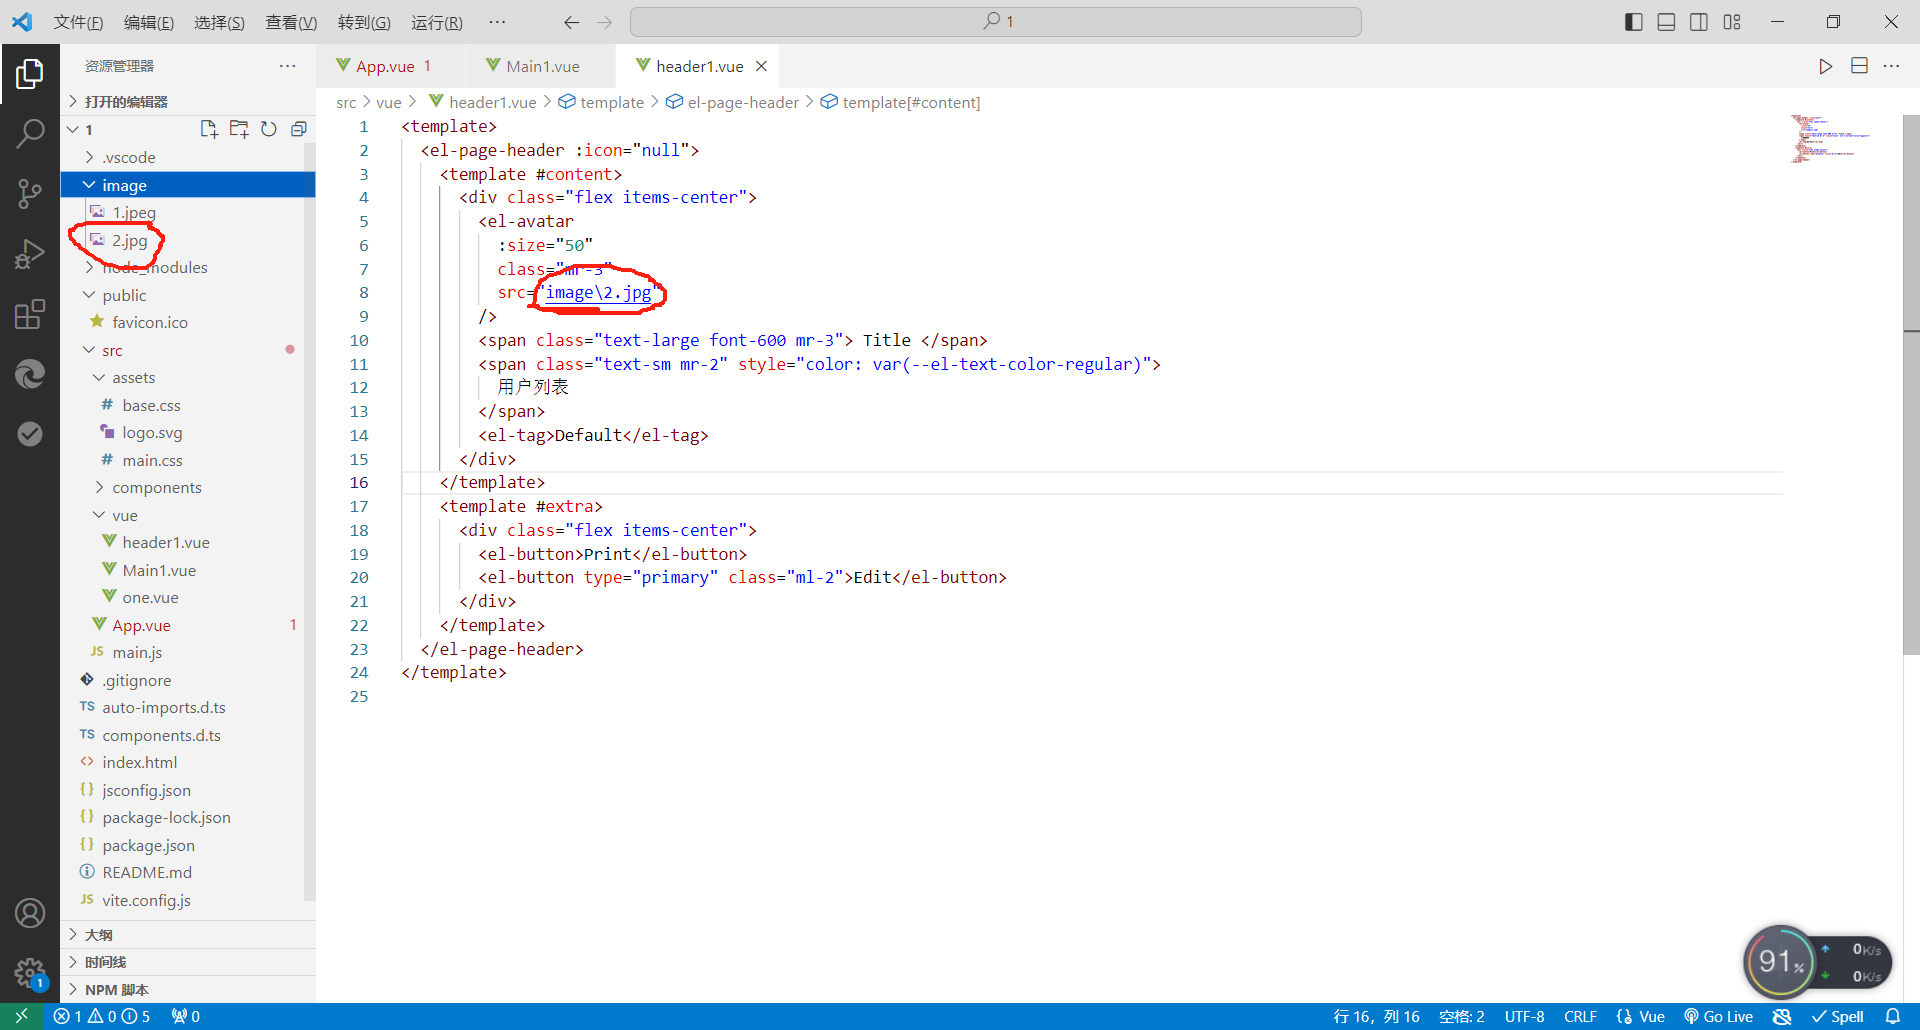 文件(F) 编辑(E) 选择(S) 查看(V) 转到(G) 运行(R) ··· 1
资源管理器 ···
打开的编辑器
1
.vscode
image
1.jpeg
2.jpg
node_modules
public
favicon.ico
src
assets
base.css
logo.svg
main.css
components
vue
header1.vue
Main1.vue
one.vue
App.vue 1
main.js
.gitignore
TS auto-imports.d.ts
TS components.d.ts
index.html
jsconfig.json
package-lock.json
package.json
README.md
JS vite.config.js
大纲
时间线
NPM 脚本
App.vue 1 Main1.vue header1.vue
src > vue > header1.vue > template > el-page-header > template[#content]
1 <template>
2 <el-page-header :icon="null">
3 <template #content>
4 <div class="flex items-center">
5 <el-avatar
6 :size="50"
7 class="mr-3"
8 src="image\2.jpg"
9 />
10 <span class="text-large font-600 mr-3"> Title </span>
11 <span class="text-sm mr-2" style="color: var(--el-text-color-regular)">
12 用户列表
13 </span>
14 <el-tag>Default</el-tag>
15 </div>
16 </template>
17 <template #extra>
18 <div class="flex items-center">
19 <el-button>Print</el-button>
20 <el-button type="primary" class="ml-2">Edit</el-button>
21 </div>
22 </template>
23 </el-page-header>
24 </template>
25
91% 0K/s
0K/s
1
1 0 5 0 行 16, 列 16 空格: 2 UTF-8 CRLF Vue Go Live Spell